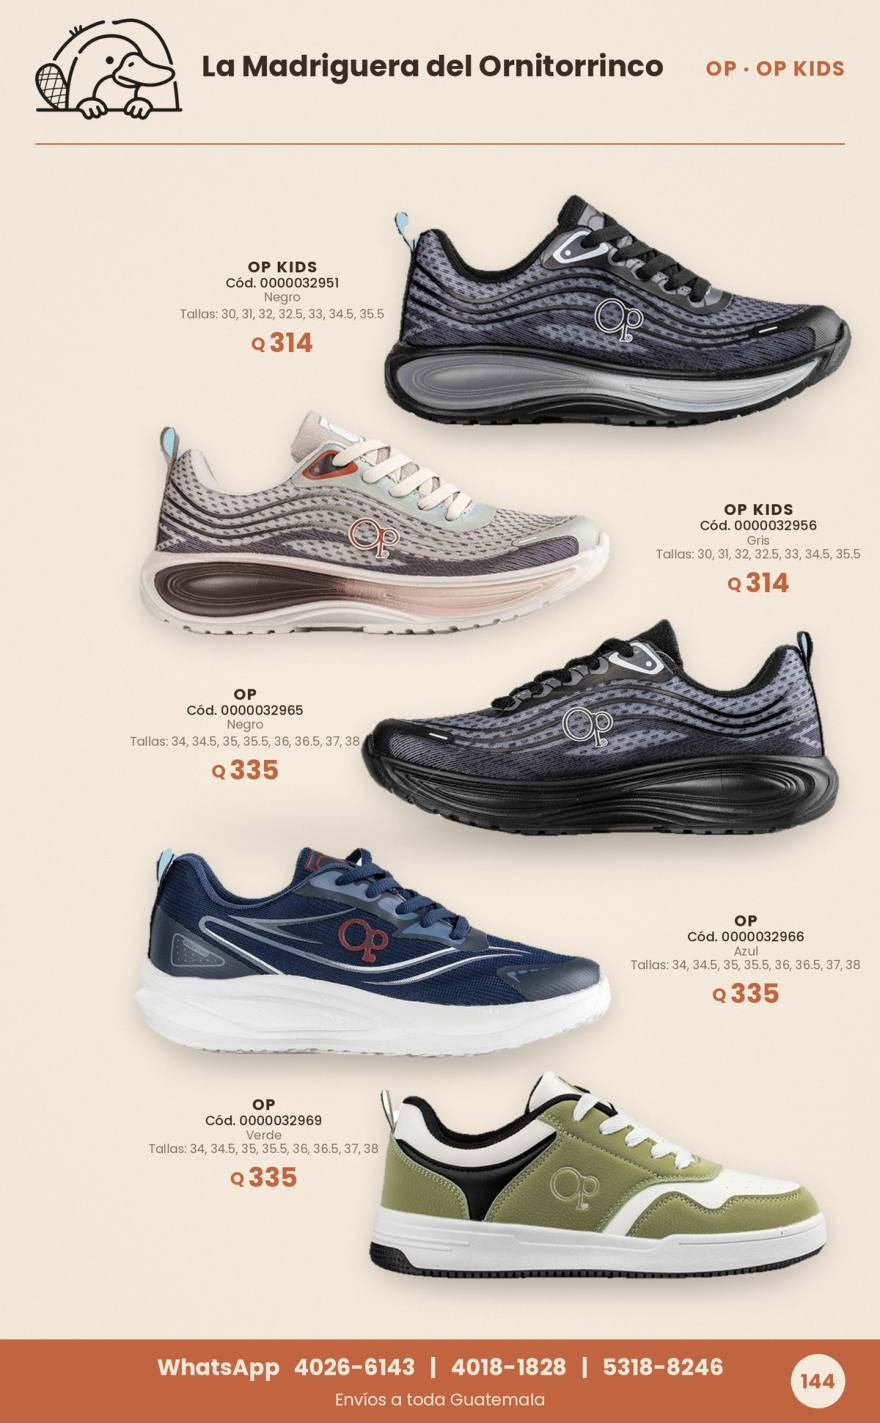 La Madriguera del Ornitorrinco
OP · OP KIDS
OP KIDS
Cód. 0000032951
Negro
Tallas: 30, 31, 32, 32.5, 33, 34.5, 35.5
Q 314
Op
Op
OP KIDS
Cód. 0000032956
Gris
Tallas: 30, 31, 32, 32.5, 33, 34.5, 35.5
Q 314
OP
Cód. 0000032965
Negro
Tallas: 34, 34.5, 35, 35.5, 36, 36.5, 37, 38
Q 335
Op
Op
OP
Cód. 0000032966
Azul
Tallas: 34, 34.5, 35, 35.5, 36, 36.5, 37, 38
Q 335
OP
Cód. 0000032969
Verde
Tallas: 34, 34.5, 35, 35.5, 36, 36.5, 37, 38
Q 335
Op
WhatsApp 4026-6143 | 4018-1828 | 5318-8246
Envíos a toda Guatemala
144